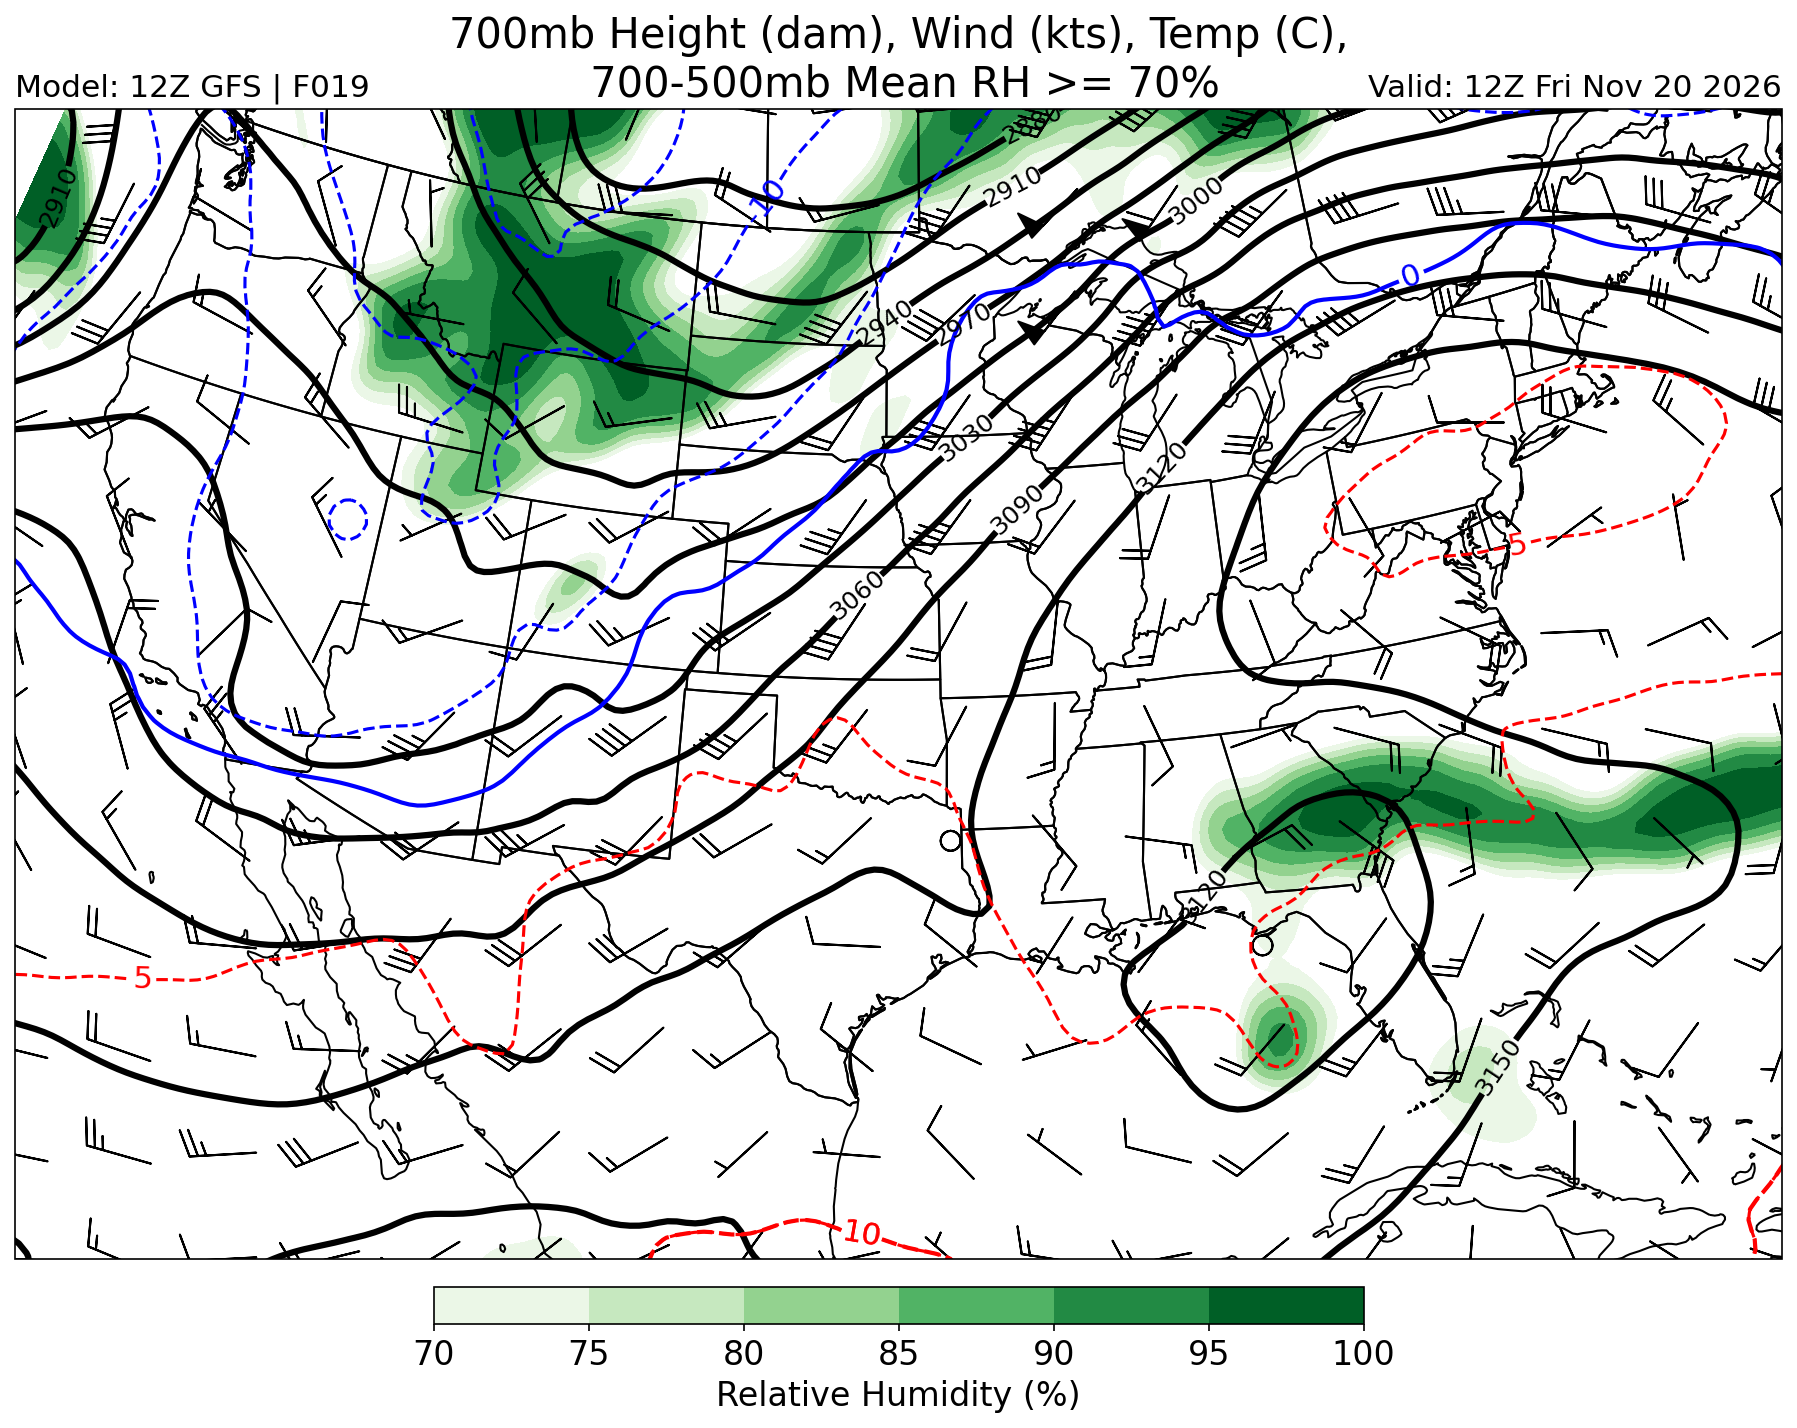 700mb Height (dam), Wind (kts), Temp (C),
700-500mb Mean RH >= 70%
Model: 12Z GFS | F019
Valid: 12Z Fri Nov 20 2026
2910
2910
3000
-10
0
2940
2970
3030
3120
3090
5
3060
3120
5
3150
10
70 75 80 85 90 95 100
Relative Humidity (%)